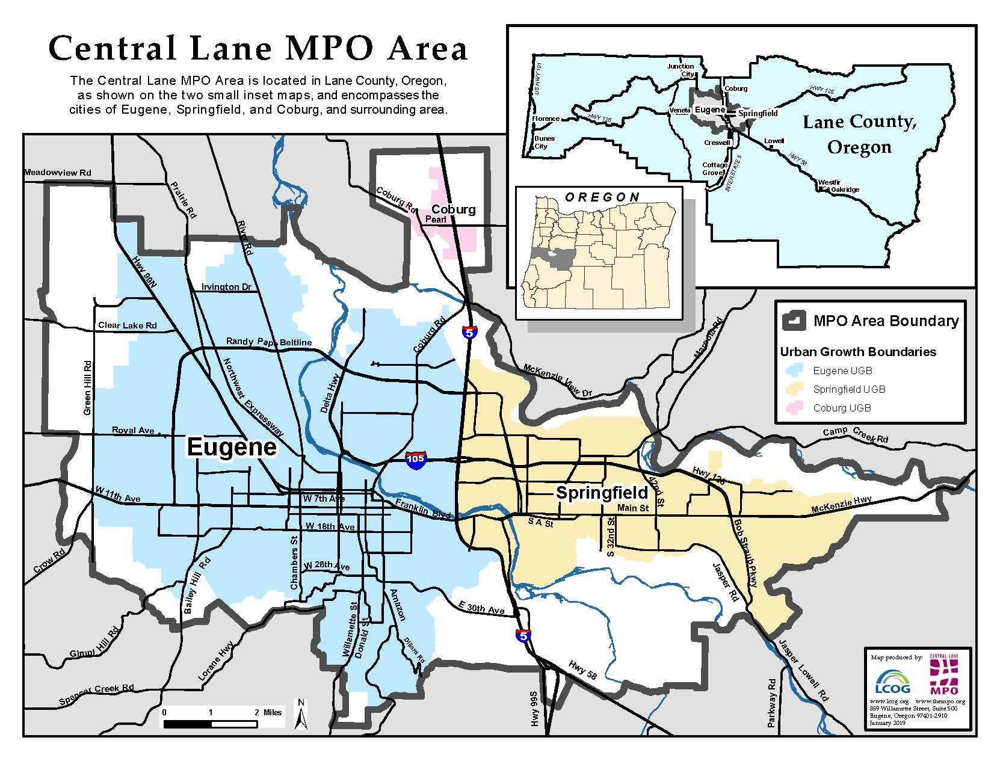 Central Lane MPO Area
The Central Lane MPO Area is located in Lane County, Oregon,
as shown on the two small inset maps, and encompasses the
cities of Eugene, Springfield, and Coburg, and surrounding area.
US HWY 101
Junction
City
Coburg
HWY 126
Veneta
Eugene
Springfield
Florence
HWY 126
Lane County,
Oregon
Dunes
City
Creswell
Lowell
HWY 58
Cottage
Grove
INTERSTATE 5
Westfir
Oakridge
OREGON
MPO Area Boundary
Urban Growth Boundaries
Eugene UGB
Springfield UGB
Coburg UGB
Meadowview Rd
Prairie Rd
River Rd
Coburg Rd
Coburg
Pearl
Hwy 99N
Irvington Dr
Clear Lake Rd
Randy Pape Beltline
Coburg Rd
5
Marcola Rd
Green Hill Rd
Northwest Expressway
Delta Hwy
McKenzie View Dr
Royal Ave
Eugene
105
Camp Creek Rd
Hwy 126
W 11th Ave
W 7th Ave
Franklin Blvd
Springfield
42nd St
Main St
McKenzie Hwy
W 18th Ave
S A St
S 32nd St
Bob Straub Pkwy
Crow Rd
Bailey Hill Rd
Chambers St
W 28th Ave
Jasper Rd
Amazon
E 30th Ave
Willamette St
Donald St
Dillard Rd
5
Gimpl Hill Rd
Lorane Hwy
Spencer Creek Rd
Hwy 58
Hwy 99S
Parkway Rd
Jasper Lowell Rd
0 1 2 Miles
N
Map produced by:
LCOG
CENTRAL LANE
MPO
www.lcog.org www.thempo.org
859 Willamette Street, Suite 500
Eugene, Oregon 97401-2910
January 2019